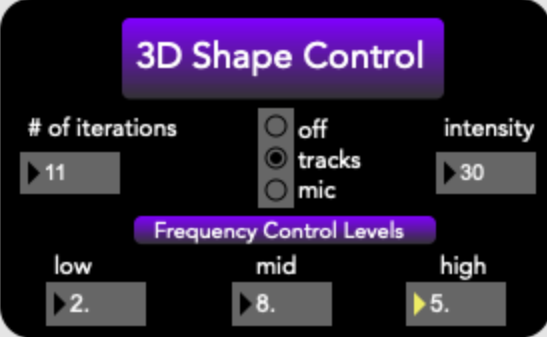 3D Shape Control
# of iterations
off
intensity
11
tracks
30
mic
Frequency Control Levels
low
mid
high
2.
8.
5.